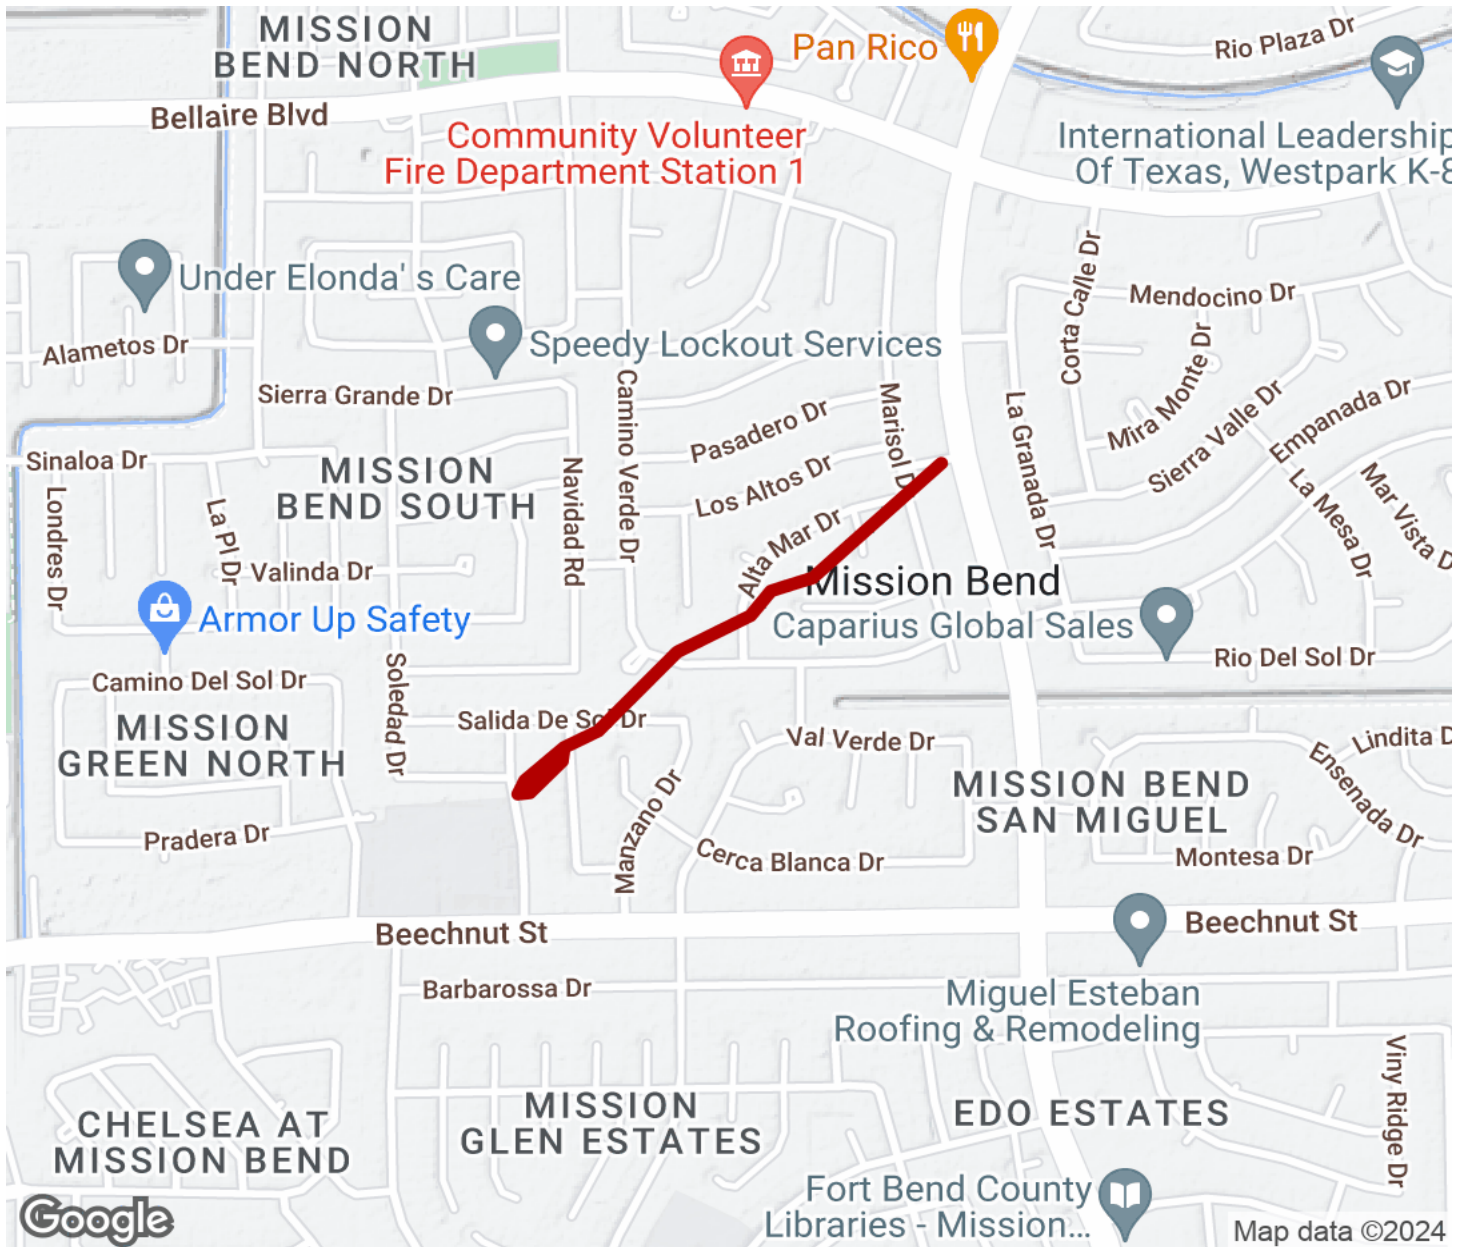 MISSION
BEND NORTH
Pan Rico
Rio Plaza Dr
Bellaire Blvd
Community Volunteer
Fire Department Station 1
International Leadership
Of Texas, Westpark K-8
Under Elonda' s Care
Corta Calle Dr
Mendocino Dr
Alametos Dr
Speedy Lockout Services
Mira Monte Dr
Sierra Grande Dr
Camino Verde Dr
Pasadero Dr
Marisol D
La Granada Dr
Sierra Valle Dr
Empanada Dr
Sinaloa Dr
MISSION
BEND SOUTH
Navidad Rd
Los Altos Dr
La Mesa Dr
Mar Vista D
Londres Dr
La Pl Dr
Valinda Dr
Alta Mar Dr
Mission Bend
Armor Up Safety
Caparius Global Sales
Rio Del Sol Dr
Camino Del Sol Dr
Soledad Dr
MISSION
GREEN NORTH
Salida De Sol Dr
Val Verde Dr
Lindita D
Ensenada Dr
MISSION BEND
SAN MIGUEL
Manzano Dr
Pradera Dr
Cerca Blanca Dr
Montesa Dr
Beechnut St
Beechnut St
Barbarossa Dr
Miguel Esteban
Roofing & Remodeling
Viny Ridge Dr
CHELSEA AT
MISSION BEND
MISSION
GLEN ESTATES
EDO ESTATES
Fort Bend County
Libraries - Mission...
Google
Map data ©2024